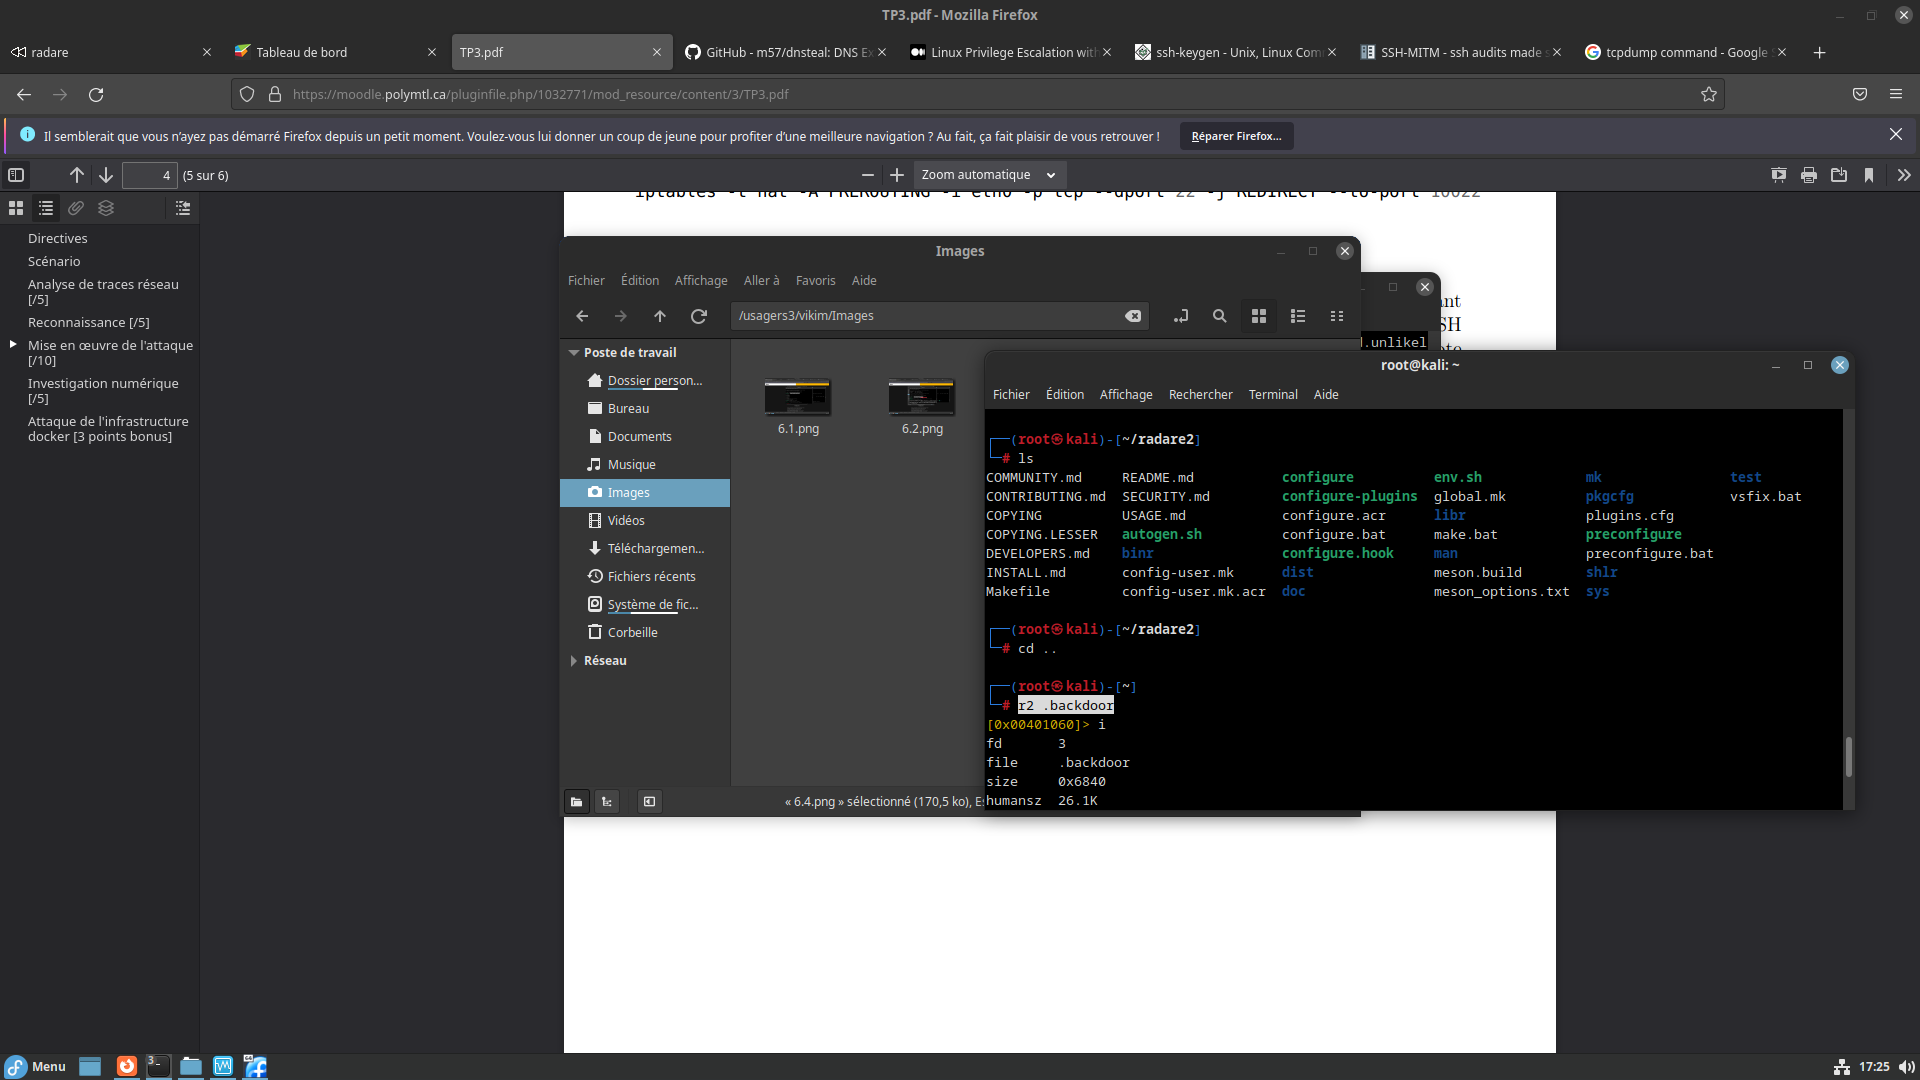 TP3.pdf - Mozilla Firefox
radare
Tableau de bord
TP3.pdf
GitHub - m57/dnsteal: DNS Ex
Linux Privilege Escalation with
ssh-keygen - Unix, Linux Com
SSH-MITM - ssh audits made s
tcpdump command - Google S
https://moodle.polymtl.ca/pluginfile.php/1032771/mod_resource/content/3/TP3.pdf
Il semblerait que vous n'ayez pas démarré Firefox depuis un petit moment. Voulez-vous lui donner un coup de jeune pour profiter d'une meilleure navigation ? Au fait, ça fait plaisir de vous retrouver !
Réparer Firefox...
4
(5 sur 6)
Zoom automatique
iptables -t nat -A PREROUTING -i eth0 -p tcp --dport 22 -j REDIRECT --to-port 10022
Directives
Scénario
Analyse de traces réseau
[/5]
Reconnaissance [/5]
Mise en œuvre de l'attaque
[/10]
Investigation numérique
[/5]
Attaque de l'infrastructure
docker [3 points bonus]
Images
Fichier Édition Affichage Aller à Favoris Aide
/usagers3/vikim/Images
Poste de travail
Dossier person...
Bureau
Documents
Musique
Images
Vidéos
Téléchargemen...
Fichiers récents
Système de fic...
Corbeille
Réseau
6.1.png
6.2.png
« 6.4.png » sélectionné (170,5 ko), Es
ant
SH
.unlikel
root@kali: ~
Fichier Édition Affichage Rechercher Terminal Aide
(root㉿kali)-[~/radare2]
# ls
COMMUNITY.md README.md configure env.sh mk test
CONTRIBUTING.md SECURITY.md configure-plugins global.mk pkgcfg vsfix.bat
COPYING USAGE.md configure.acr libr plugins.cfg
COPYING.LESSER autogen.sh configure.bat make.bat preconfigure
DEVELOPERS.md binr configure.hook man preconfigure.bat
INSTALL.md config-user.mk dist meson.build shlr
Makefile config-user.mk.acr doc meson_options.txt sys
(root㉿kali)-[~/radare2]
# cd ..
(root㉿kali)-[~]
# r2 .backdoor
[0x00401060]> i
fd 3
file .backdoor
size 0x6840
humansz 26.1K
Menu
3
64
17:25